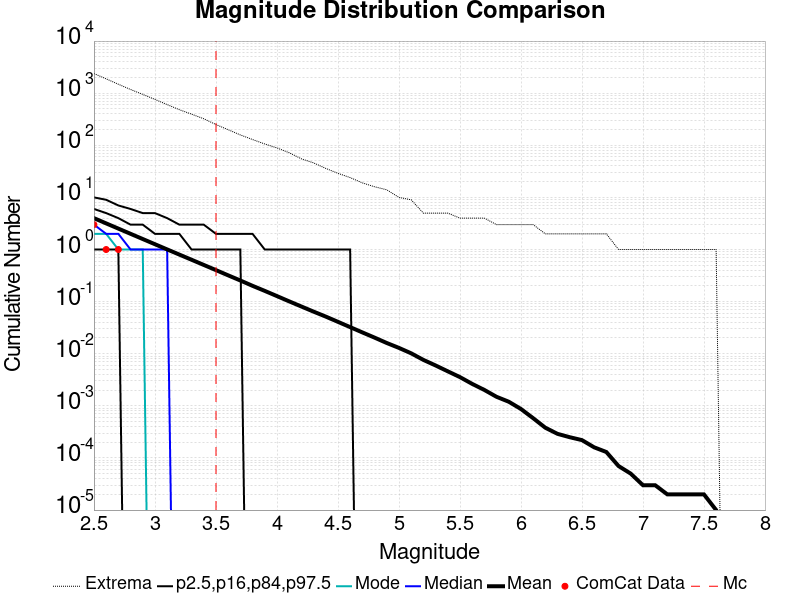 Magnitude Distribution Comparison
10^4
10^3
10^2
10^1
10^0
10^-1
10^-2
10^-3
10^-4
10^-5
Cumulative Number
2.5 3 3.5 4 4.5 5 5.5 6 6.5 7 7.5 8
Magnitude
Extrema p2.5,p16,p84,p97.5 Mode Median Mean ComCat Data Mc